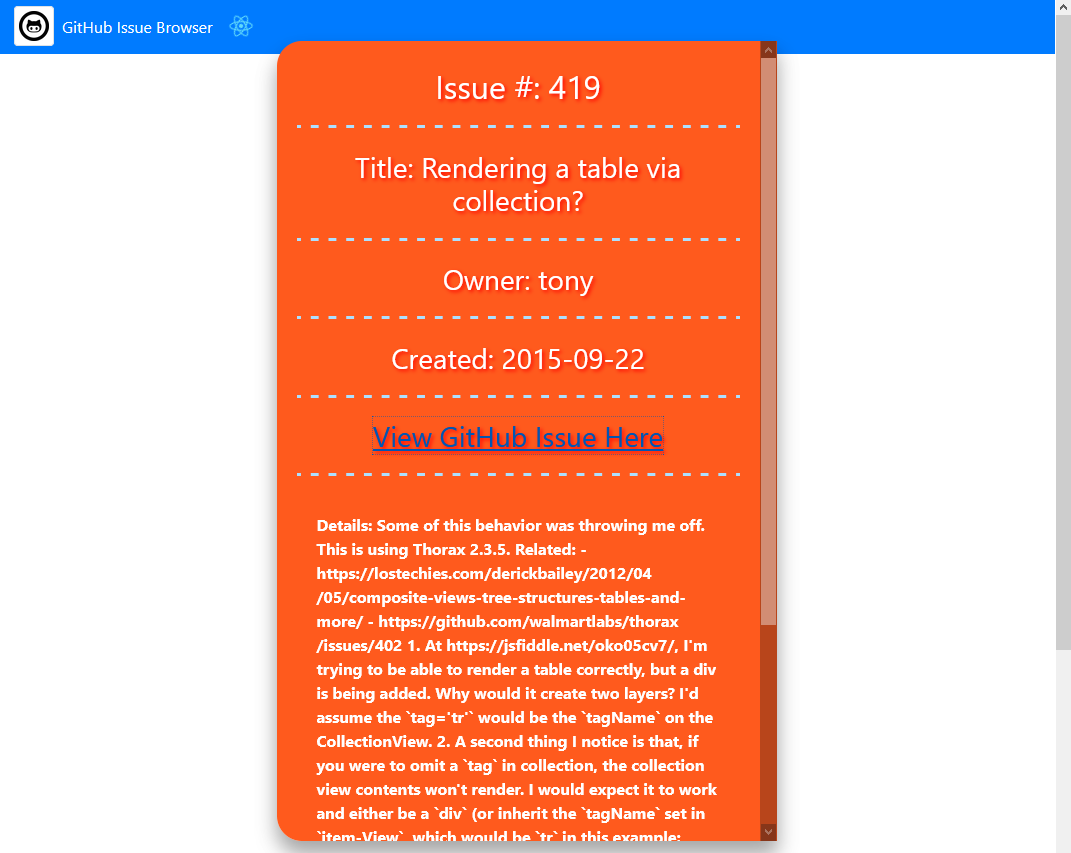 GitHub Issue Browser
Issue #: 419
Title: Rendering a table via
collection?
Owner: tony
Created: 2015-09-22
View GitHub Issue Here
Details: Some of this behavior was throwing me off.
This is using Thorax 2.3.5. Related: -
https://lostechies.com/derickbailey/2012/04
/05/composite-views-tree-structures-tables-and-
more/ - https://github.com/walmartlabs/thorax
/issues/402 1. At https://jsfiddle.net/oko05cv7/, I'm
trying to be able to render a table correctly, but a div
is being added. Why would it create two layers? I'd
assume the `tag='tr'` would be the `tagName` on the
CollectionView. 2. A second thing I notice is that, if
you were to omit a `tag` in collection, the collection
view contents won't render. I would expect it to work
and either be a `div` (or inherit the `tagName` set in
`item-View`, which would be `tr` in this example: